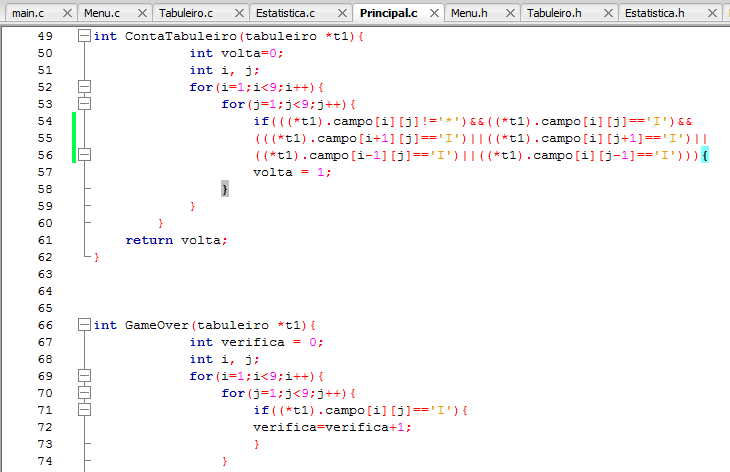 main.c Menu.c Tabuleiro.c Estatistica.c Principal.c Menu.h Tabuleiro.h Estatistica.h
49 int ContaTabuleiro(tabuleiro *t1){
50 int volta=0;
51 int i, j;
52 for(i=1;i<9;i++){
53 for(j=1;j<9;j++){
54 if(((*t1).campo[i][j]!='*')&&((*t1).campo[i][j]=='I')&&
55 (((*t1).campo[i+1][j]=='I')||((*t1).campo[i][j+1]=='I')||
56 ((*t1).campo[i-1][j]=='I')||((*t1).campo[i][j-1]=='I'))){
57 volta = 1;
58 }
59 }
60 }
61 return volta;
62 }
63
64
65
66 int GameOver(tabuleiro *t1){
67 int verifica = 0;
68 int i, j;
69 for(i=1;i<9;i++){
70 for(j=1;j<9;j++){
71 if((*t1).campo[i][j]=='I'){
72 verifica=verifica+1;
73 }
74 }